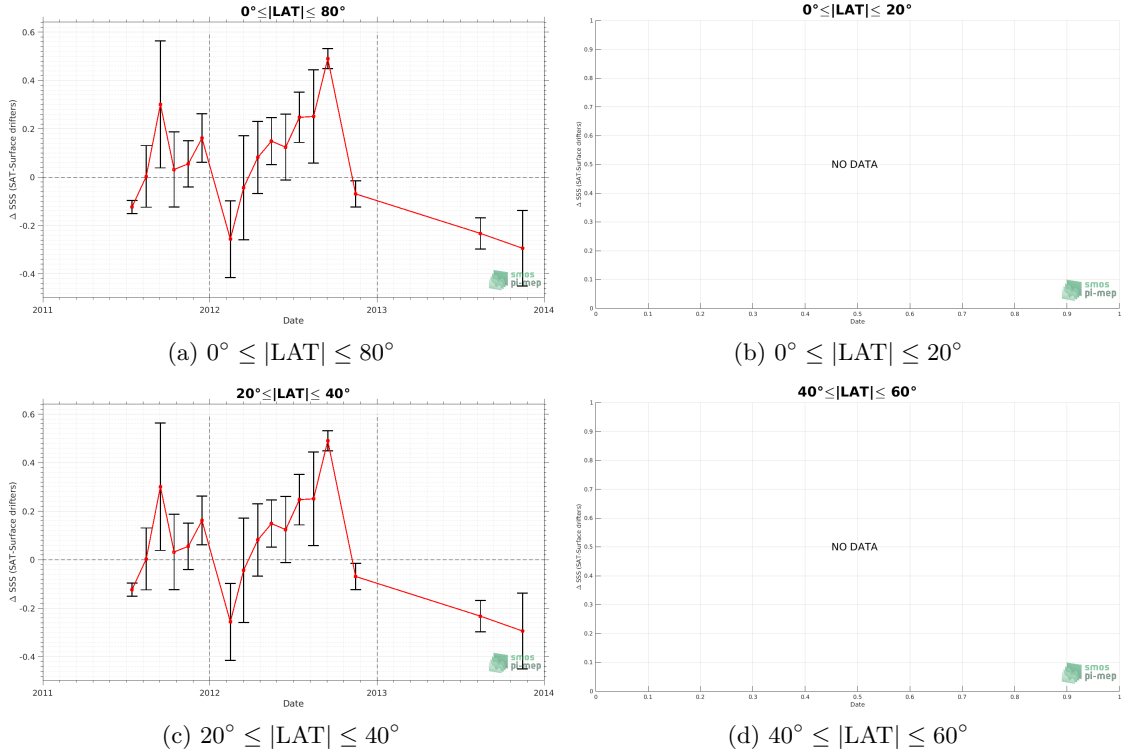 0°≤|LAT|≤ 80°
0.6
0.4
0.2
0
-0.2
-0.4
Δ SSS (SAT-Surface drifters)
2011
2012
2013
2014
Date
smos
pi-mep
(a) 0° ≤ |LAT| ≤ 80°
0°≤|LAT|≤ 20°
1
0.9
0.8
0.7
0.6
0.5
0.4
0.3
0.2
0.1
0
Δ SSS (SAT-Surface drifters)
NO DATA
0 0.1 0.2 0.3 0.4 0.5 0.6 0.7 0.8 0.9 1
Date
smos
pi-mep
(b) 0° ≤ |LAT| ≤ 20°
20°≤|LAT|≤ 40°
0.6
0.4
0.2
0
-0.2
-0.4
Δ SSS (SAT-Surface drifters)
2011
2012
2013
2014
Date
smos
pi-mep
(c) 20° ≤ |LAT| ≤ 40°
40°≤|LAT|≤ 60°
1
0.9
0.8
0.7
0.6
0.5
0.4
0.3
0.2
0.1
0
Δ SSS (SAT-Surface drifters)
NO DATA
0 0.1 0.2 0.3 0.4 0.5 0.6 0.7 0.8 0.9 1
Date
smos
pi-mep
(d) 40° ≤ |LAT| ≤ 60°